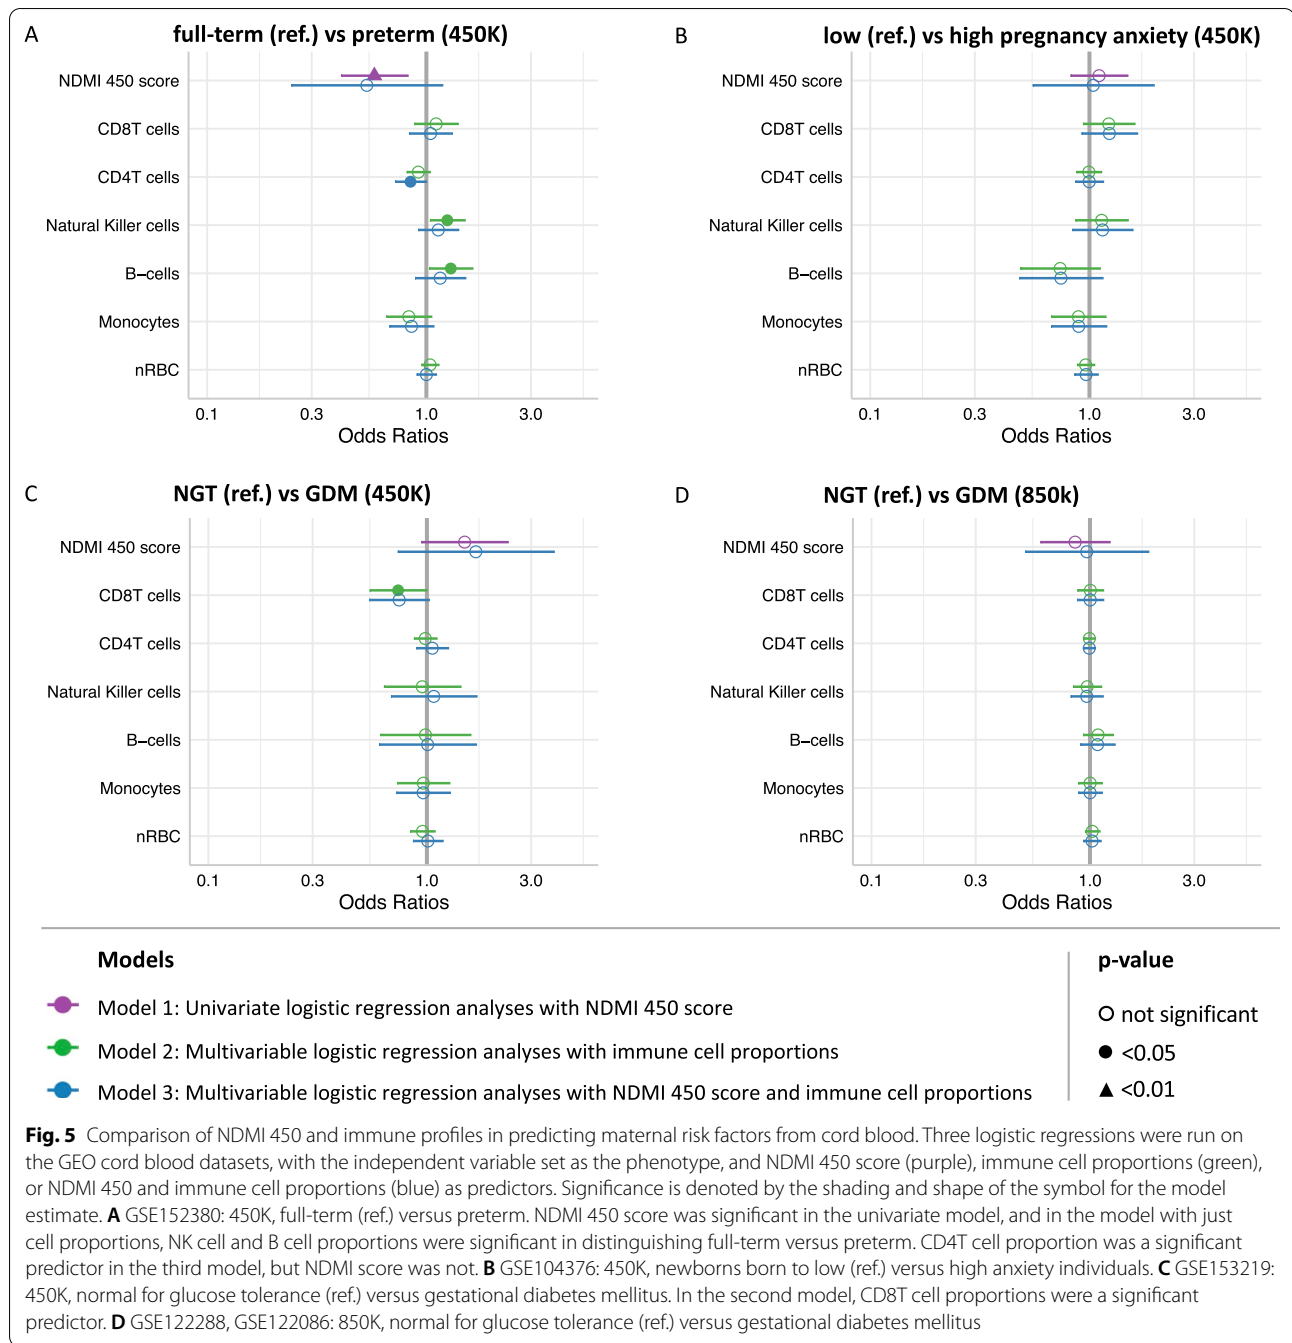 A
full-term (ref.) vs preterm (450K)
NDMI 450 score
CD8T cells
CD4T cells
Natural Killer cells
B−cells
Monocytes
nRBC
0.1 0.3 1.0 3.0
Odds Ratios
B
low (ref.) vs high pregnancy anxiety (450K)
NDMI 450 score
CD8T cells
CD4T cells
Natural Killer cells
B−cells
Monocytes
nRBC
0.1 0.3 1.0 3.0
Odds Ratios
C
NGT (ref.) vs GDM (450K)
NDMI 450 score
CD8T cells
CD4T cells
Natural Killer cells
B−cells
Monocytes
nRBC
0.1 0.3 1.0 3.0
Odds Ratios
D
NGT (ref.) vs GDM (850k)
NDMI 450 score
CD8T cells
CD4T cells
Natural Killer cells
B−cells
Monocytes
nRBC
0.1 0.3 1.0 3.0
Odds Ratios
Models
Model 1: Univariate logistic regression analyses with NDMI 450 score
Model 2: Multivariable logistic regression analyses with immune cell proportions
Model 3: Multivariable logistic regression analyses with NDMI 450 score and immune cell proportions
p-value
not significant
<0.05
<0.01
Fig. 5 Comparison of NDMI 450 and immune profiles in predicting maternal risk factors from cord blood. Three logistic regressions were run on
the GEO cord blood datasets, with the independent variable set as the phenotype, and NDMI 450 score (purple), immune cell proportions (green),
or NDMI 450 and immune cell proportions (blue) as predictors. Significance is denoted by the shading and shape of the symbol for the model
estimate. A GSE152380: 450K, full-term (ref.) versus preterm. NDMI 450 score was significant in the univariate model, and in the model with just
cell proportions, NK cell and B cell proportions were significant in distinguishing full-term versus preterm. CD4T cell proportion was a significant
predictor in the third model, but NDMI score was not. B GSE104376: 450K, newborns born to low (ref.) versus high anxiety individuals. C GSE153219:
450K, normal for glucose tolerance (ref.) versus gestational diabetes mellitus. In the second model, CD8T cell proportions were a significant
predictor. D GSE122288, GSE122086: 850K, normal for glucose tolerance (ref.) versus gestational diabetes mellitus